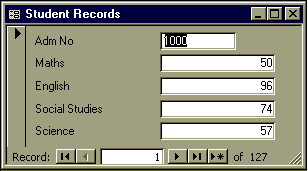 Student Records
Adm No 1000
Maths 50
English 96
Social Studies 74
Science 57
Record: 1 of 127